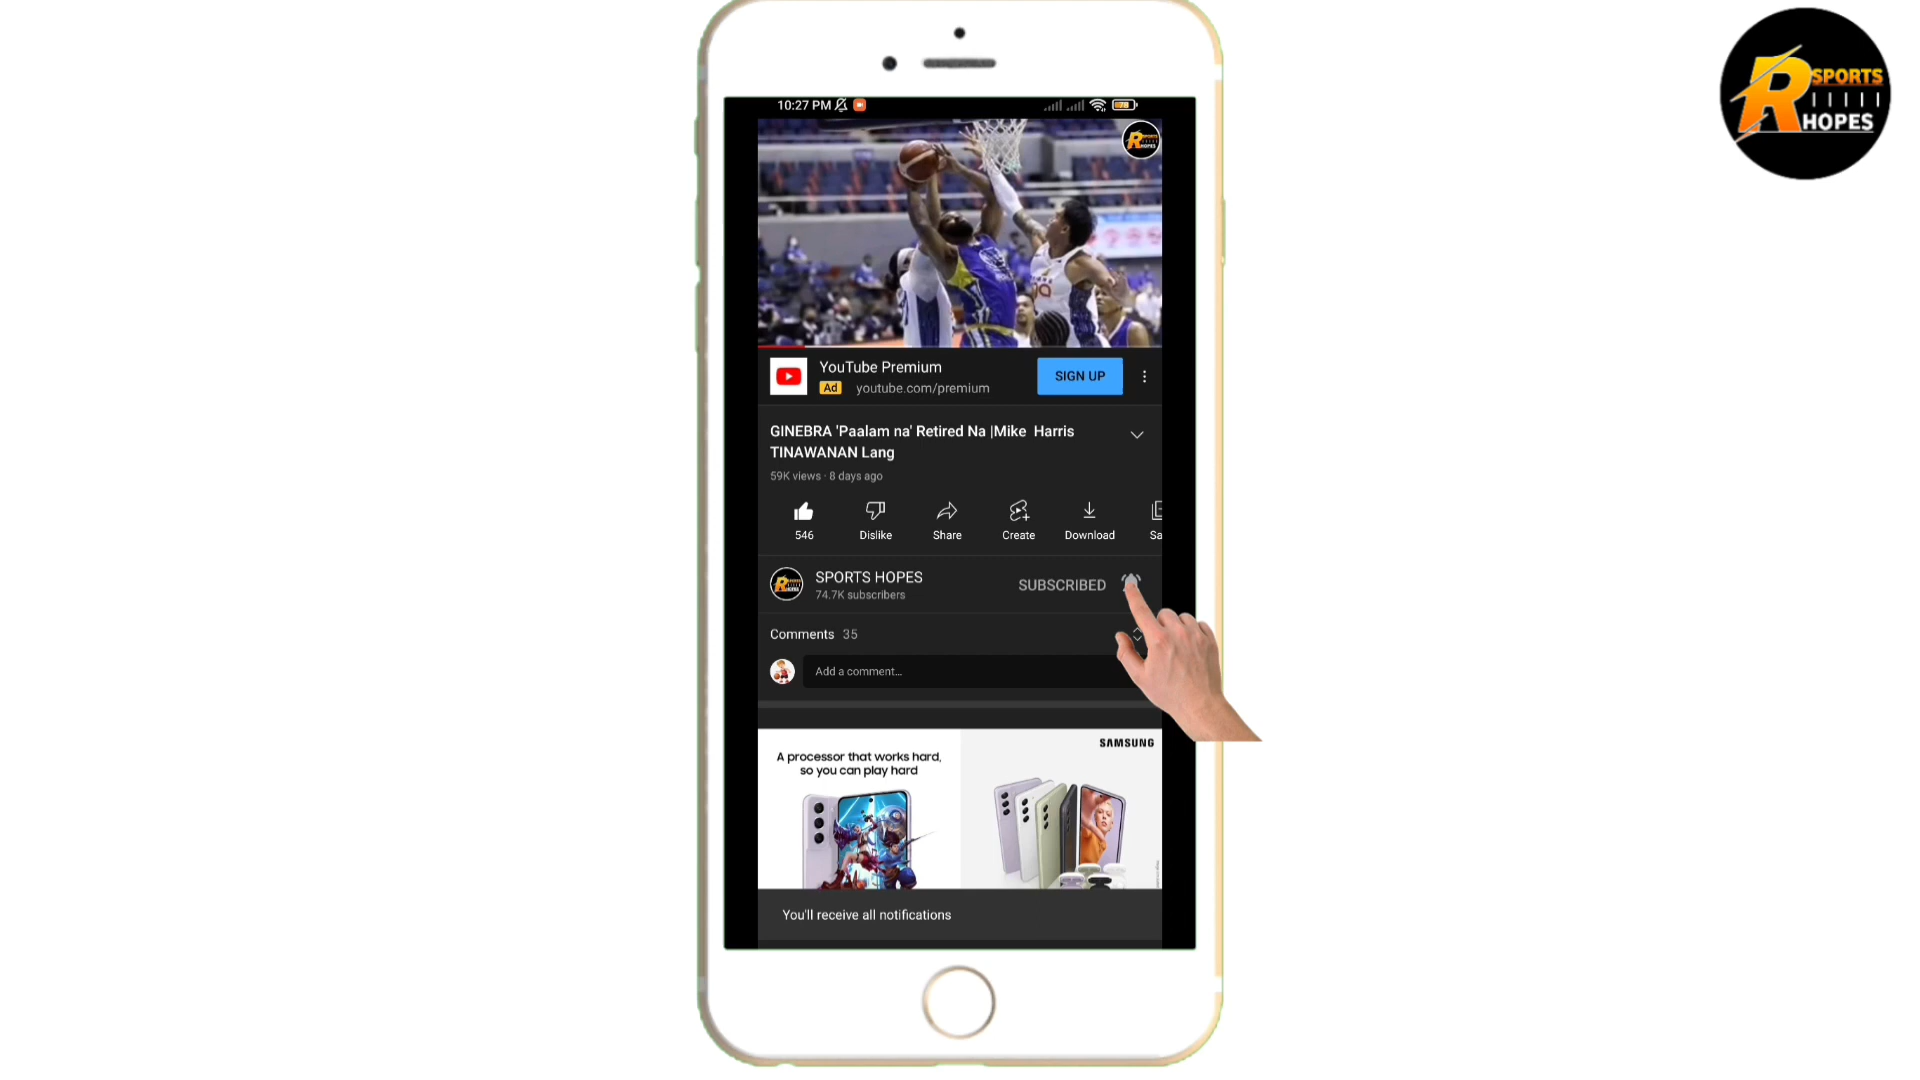 SPORTS
HOPES
10:27 PM
YouTube Premium
Ad youtube.com/premium
SIGN UP
GINEBRA 'Paalam na' Retired Na |Mike Harris
TINAWANAN Lang
59K views · 8 days ago
546
Dislike
Share
Create
Download
Sa
SPORTS HOPES
74.7K subscribers
SUBSCRIBED
Comments 35
Add a comment...
A processor that works hard,
so you can play hard
SAMSUNG
You'll receive all notifications